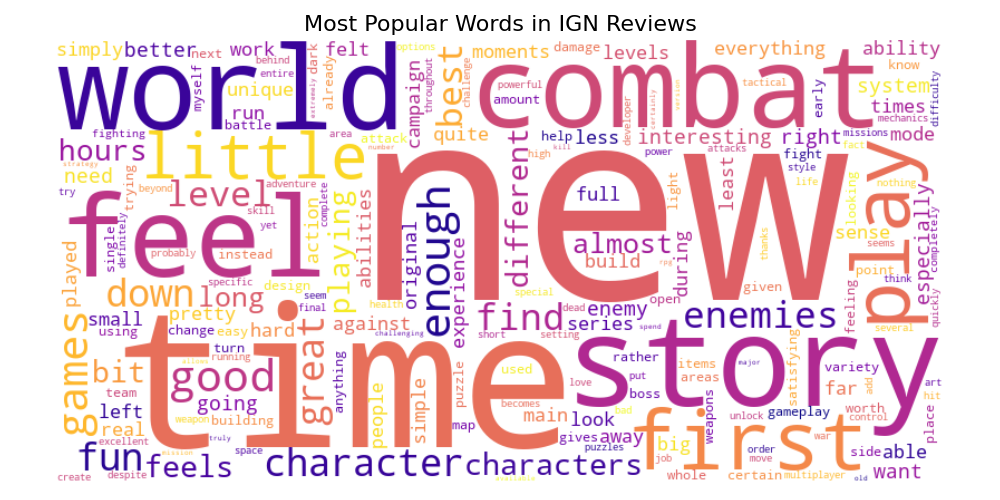 Most Popular Words in IGN Reviews
simply better next work felt dark options moments damage levels everything ability
behind entire myself unique already extremely throughout challenge best powerful amount developer tactical certainly version know system early difficulty
world run battle campaign combat times mechanics
fighting area attack quite help less interesting right missions mode
hours little number different high kill power attacks fight fact
strategy need level adventure playing abilities new full light least style looking sense nothing
try trying beyond skill complete enough life play especially completely
feel yet action original almost during seems
single definitely probably instead experience build rpg thanks point think
played down long specific design health special dead open given feeling quickly
games small pretty seem final against find enemy enemies several
using change easy hard challenging series short setting spend
time turn great anything story
bit team allows running good people simple puzzle used rather items satisfying variety
left going becomes love put areas major far add art hit
real weapon building map main bad boss weapons unlock gameplay worth control place
excellent truly gives look away big first order war side able
fun mission space character characters puzzles job move
feels whole certain multiplayer old want
create despite available